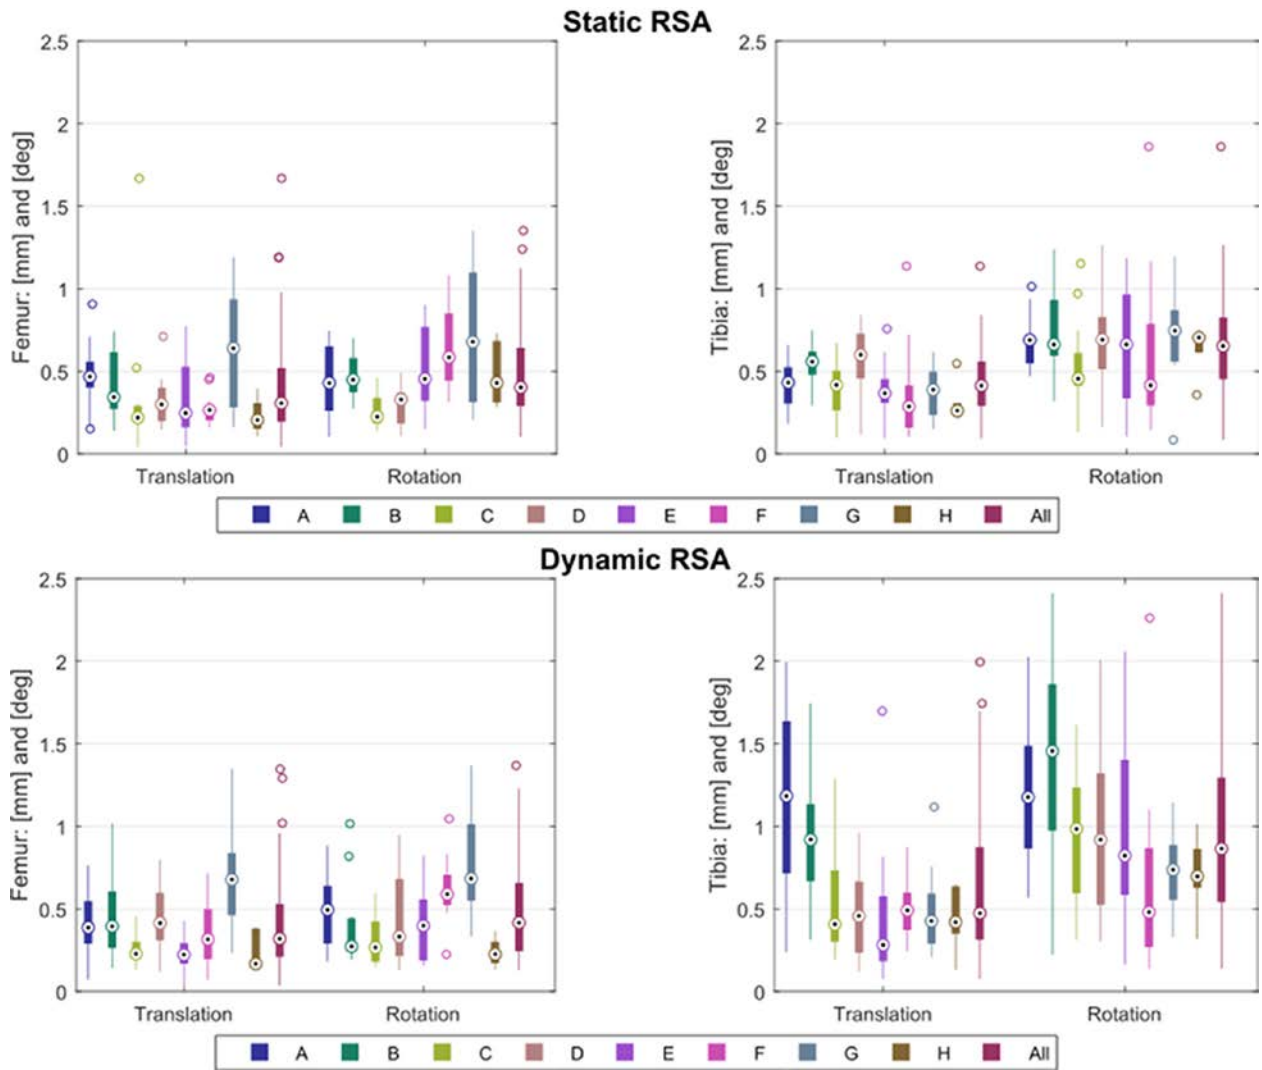 Static RSA
Femur: [mm] and [deg]
2.5
2
1.5
1
0.5
0
Translation
Rotation
Tibia: [mm] and [deg]
2.5
2
1.5
1
0.5
0
Translation
Rotation
A B C D E F G H All
Dynamic RSA
Femur: [mm] and [deg]
2.5
2
1.5
1
0.5
0
Translation
Rotation
Tibia: [mm] and [deg]
2.5
2
1.5
1
0.5
0
Translation
Rotation
A B C D E F G H All